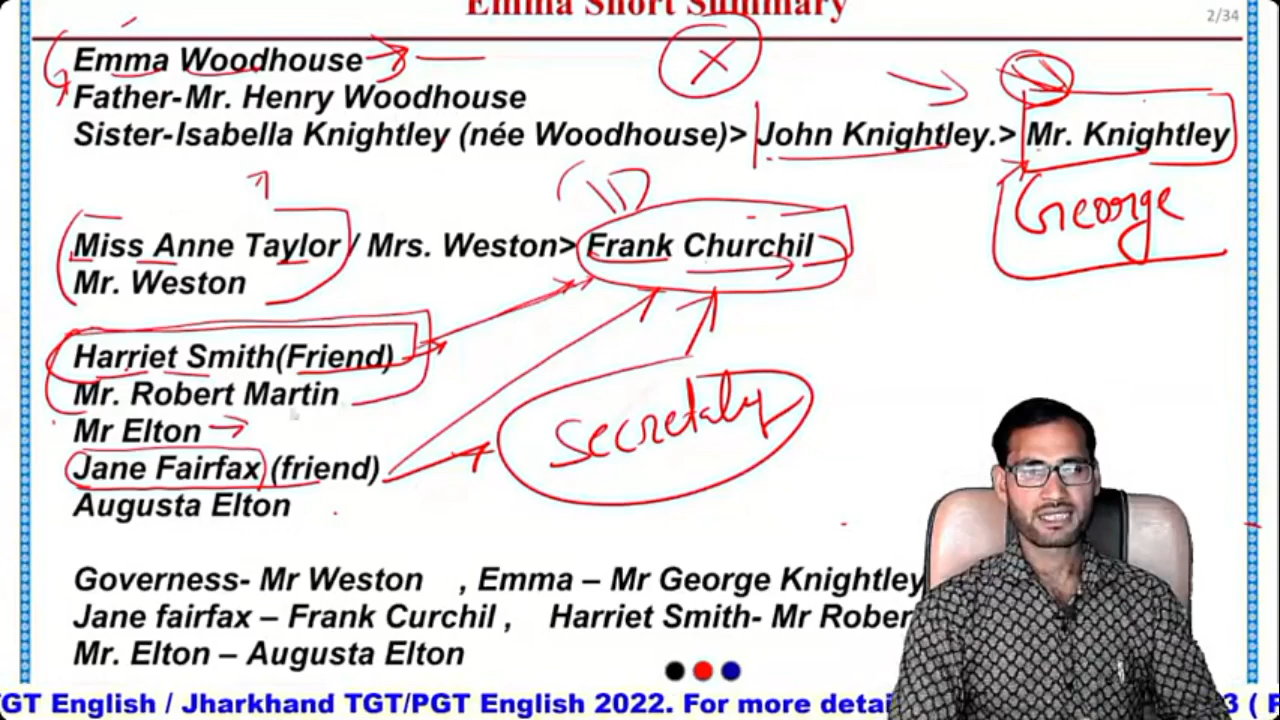 Emma Short Summary
2/34
Emma Woodhouse
Father-Mr. Henry Woodhouse
Sister-Isabella Knightley (née Woodhouse)> John Knightley.> Mr. Knightley
George
Miss Anne Taylor / Mrs. Weston> Frank Churchil
Mr. Weston
Harriet Smith(Friend)
Mr. Robert Martin
Mr Elton
Secretaly
Jane Fairfax (friend)
Augusta Elton
Governess- Mr Weston , Emma – Mr George Knightley
Jane fairfax – Frank Curchil , Harriet Smith- Mr Rober
Mr. Elton – Augusta Elton
TGT English / Jharkhand TGT/PGT English 2022. For more detai 3 ( P